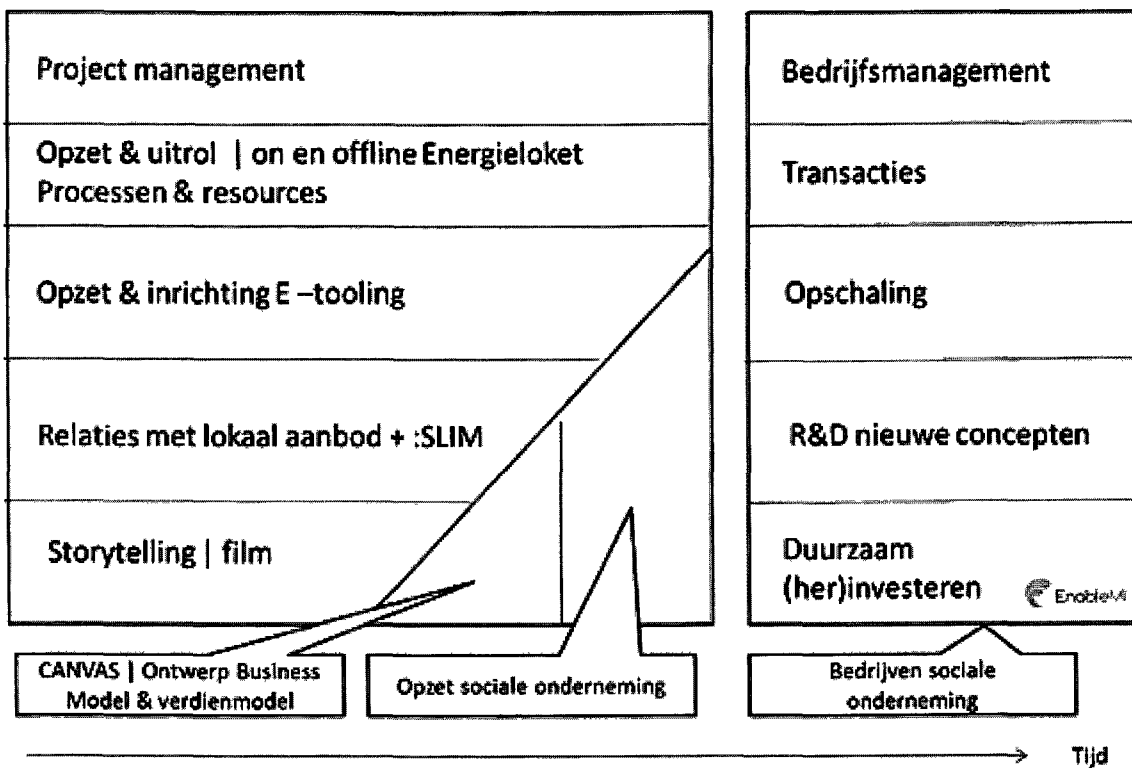 Project management
Opzet & uitrol | on en offline Energieloket
Processen & resources
Opzet & inrichting E –tooling
Relaties met lokaal aanbod + :SLIM
Storytelling | film
CANVAS | Ontwerp Business
Model & verdienmodel
Opzet sociale onderneming
Bedrijfsmanagement
Transacties
Opschaling
R&D nieuwe concepten
Duurzaam
(her)investeren
Bedrijven sociale
onderneming
Tijd